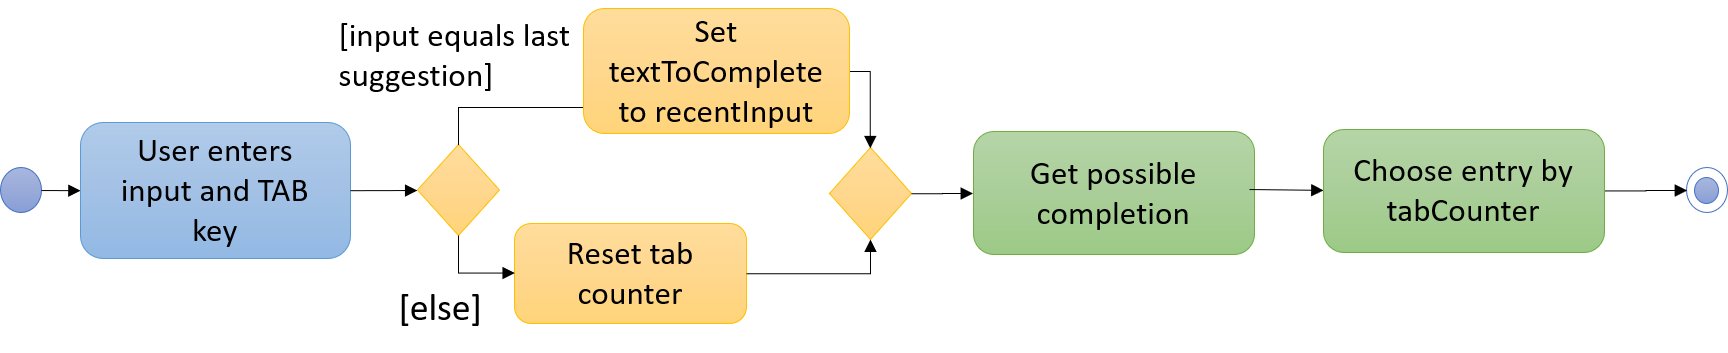 User enters
input and TAB
key
[input equals last
suggestion]
Set
textToComplete
to recentInput
[else]
Reset tab
counter
Get possible
completion
Choose entry by
tabCounter